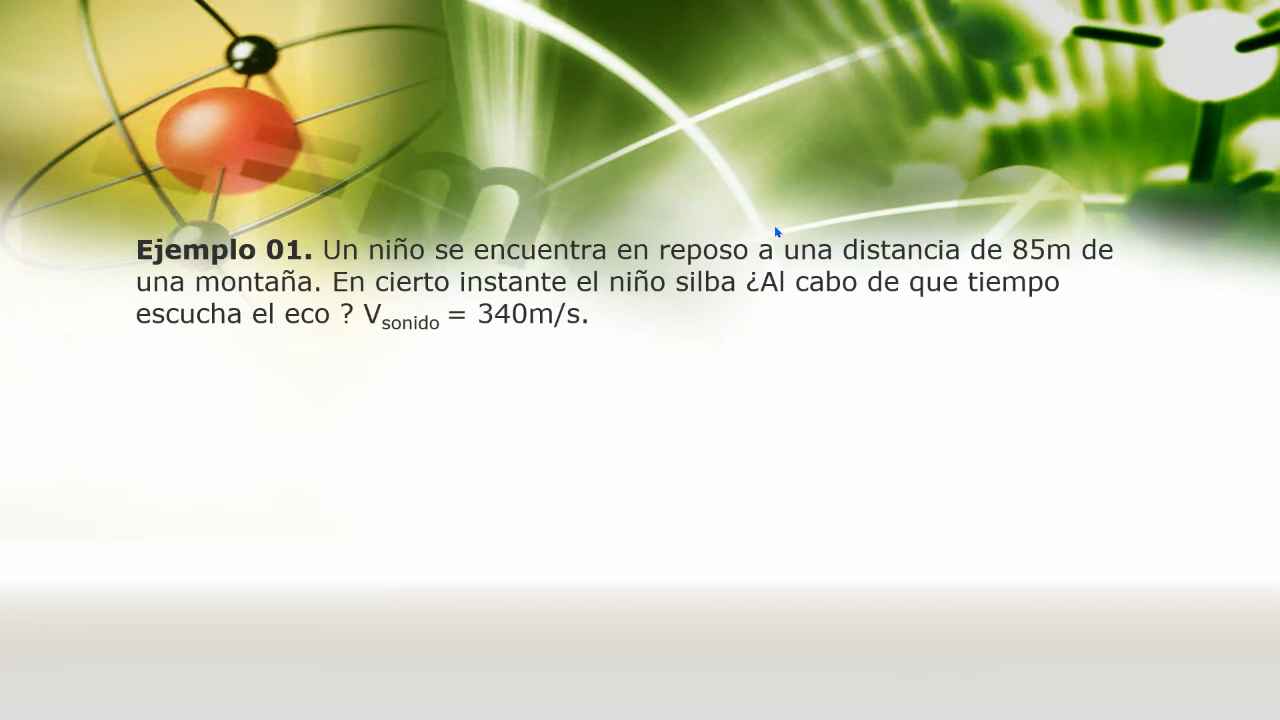 = m
Ejemplo 01. Un niño se encuentra en reposo a una distancia de 85m de
una montaña. En cierto instante el niño silba ¿Al cabo de que tiempo
escucha el eco ? Vsonido = 340m/s.